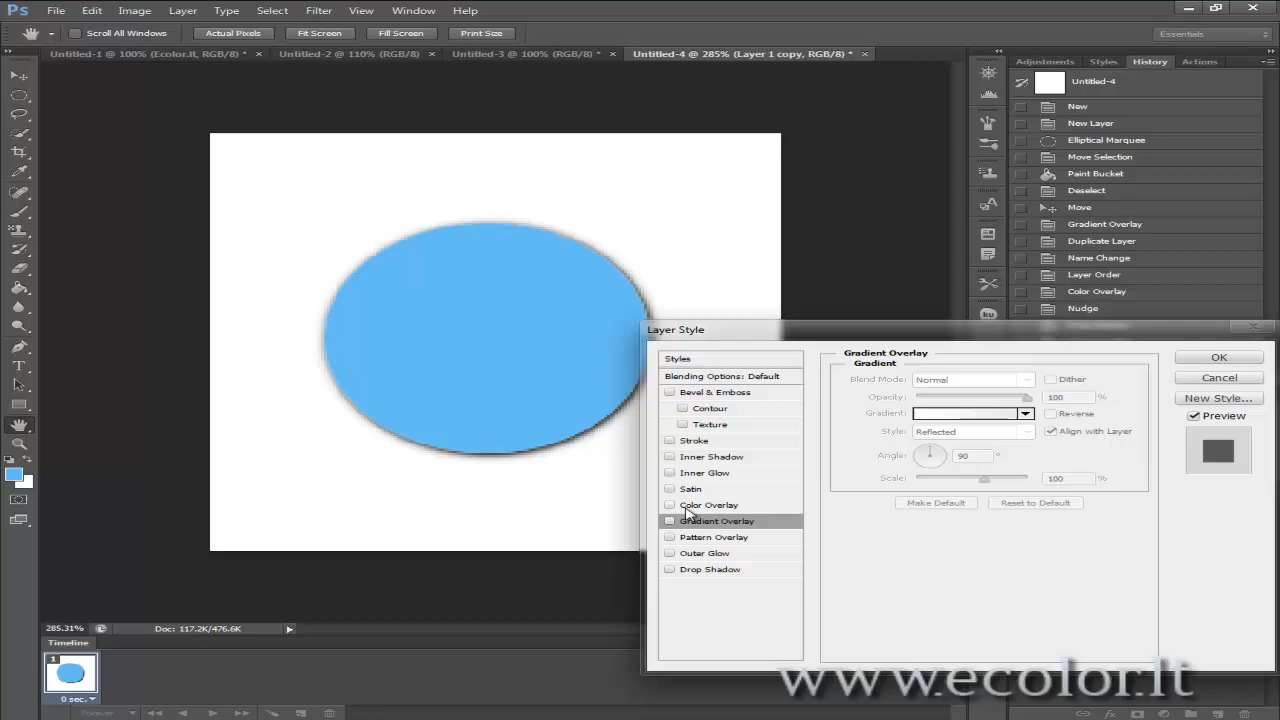 Ps File Edit Image Layer Type Select Filter View Window Help
Scroll All Windows Actual Pixels Fit Screen Fill Screen Print Size Essentials
Untitled-1 @ 100% (Ecolor.lt, RGB/8) * × Untitled-2 @ 110% (RGB/8) × Untitled-3 @ 100% (RGB/8) * × Untitled-4 @ 285% (Layer 1 copy, RGB/8) * ×
Adjustments Styles History Actions
Untitled-4
New
New Layer
Elliptical Marquee
Move Selection
Paint Bucket
Deselect
Move
Gradient Overlay
Duplicate Layer
Name Change
Layer Order
Color Overlay
Nudge
ku
Layer Style
Styles
Blending Options: Default
Bevel & Emboss
Contour
Texture
Stroke
Inner Shadow
Inner Glow
Satin
Color Overlay
Gradient Overlay
Pattern Overlay
Outer Glow
Drop Shadow
Gradient Overlay
Gradient
Blend Mode: Normal Dither
Opacity: 100 %
Gradient: Reverse
Style: Reflected Align with Layer
Angle: 90 °
Scale: 100 %
Make Default Reset to Default
OK
Cancel
New Style...
Preview
285.31% Doc: 117.2K/476.6K
Timeline
1
0 sec.
Forever
www.ecolor.lt